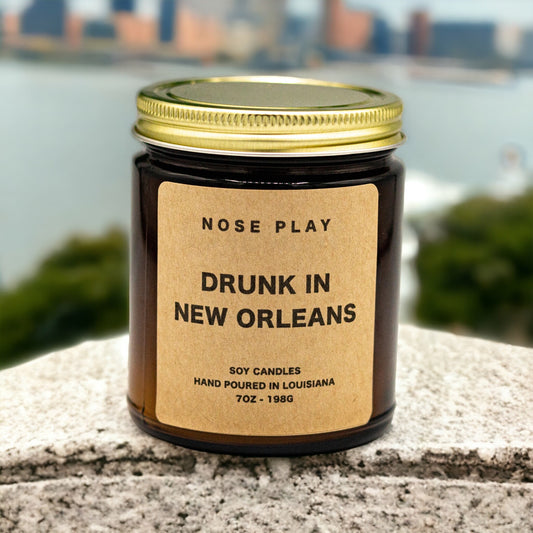 NOSE PLAY
DRUNK IN
NEW ORLEANS
SOY CANDLES
HAND POURED IN LOUISIANA
7OZ - 198G